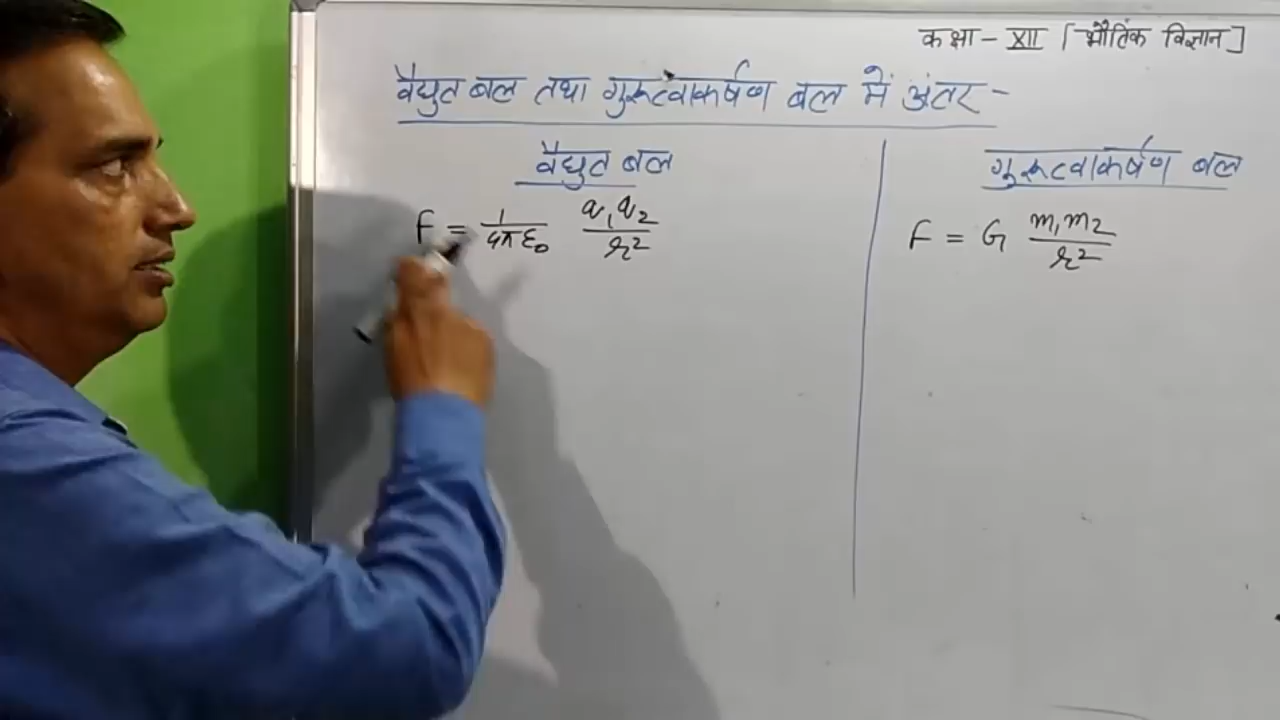 कक्षा - XII [भौतिक विज्ञान]
वैद्युत बल तथा गुरुत्वाकर्षण बल में अंतर -
वैद्युत बल
गुरुत्वाकर्षण बल
F = 1/4πε₀ q₁q₂/r²
F = G m₁m₂/r²